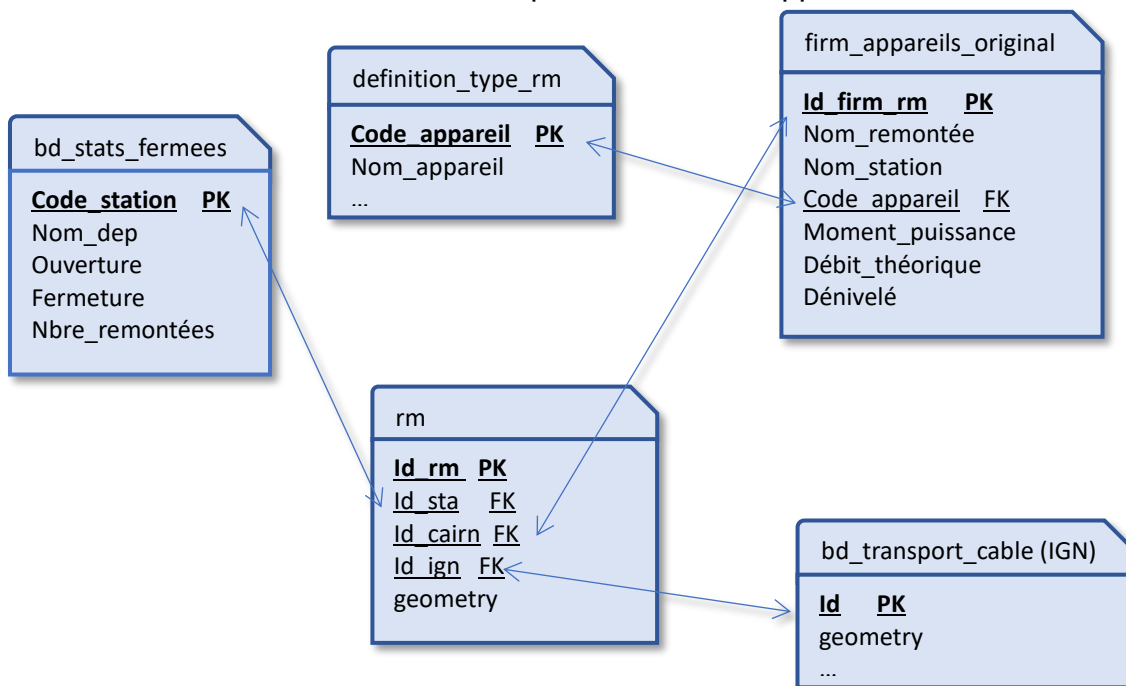 bd_stats_fermees
Code_station PK
Nom_dep
Ouverture
Fermeture
Nbre_remontées
definition_type_rm
Code_appareil PK
Nom_appareil
...
firm_appareils_original
Id_firm_rm PK
Nom_remontée
Nom_station
Code_appareil FK
Moment_puissance
Débit_théorique
Dénivelé
rm
Id_rm PK
Id_sta FK
Id_cairn FK
Id_ign FK
geometry
bd_transport_cable (IGN)
Id PK
geometry
...